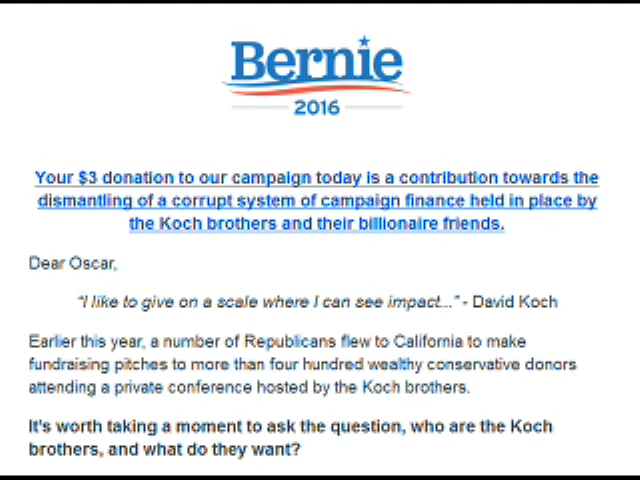 Bernie
2016
Your $3 donation to our campaign today is a contribution towards the
dismantling of a corrupt system of campaign finance held in place by
the Koch brothers and their billionaire friends.
Dear Oscar,
"I like to give on a scale where I can see impact..." - David Koch
Earlier this year, a number of Republicans flew to California to make
fundraising pitches to more than four hundred wealthy conservative donors
attending a private conference hosted by the Koch brothers.
It's worth taking a moment to ask the question, who are the Koch
brothers, and what do they want?